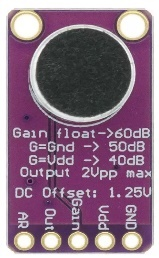 Gain float->60dB
G=Gnd -> 50dB
G=Vdd -> 40dB
Output 2Vpp max
DC Offset: 1.25V
AR
Out
Gain
Vdd
GND